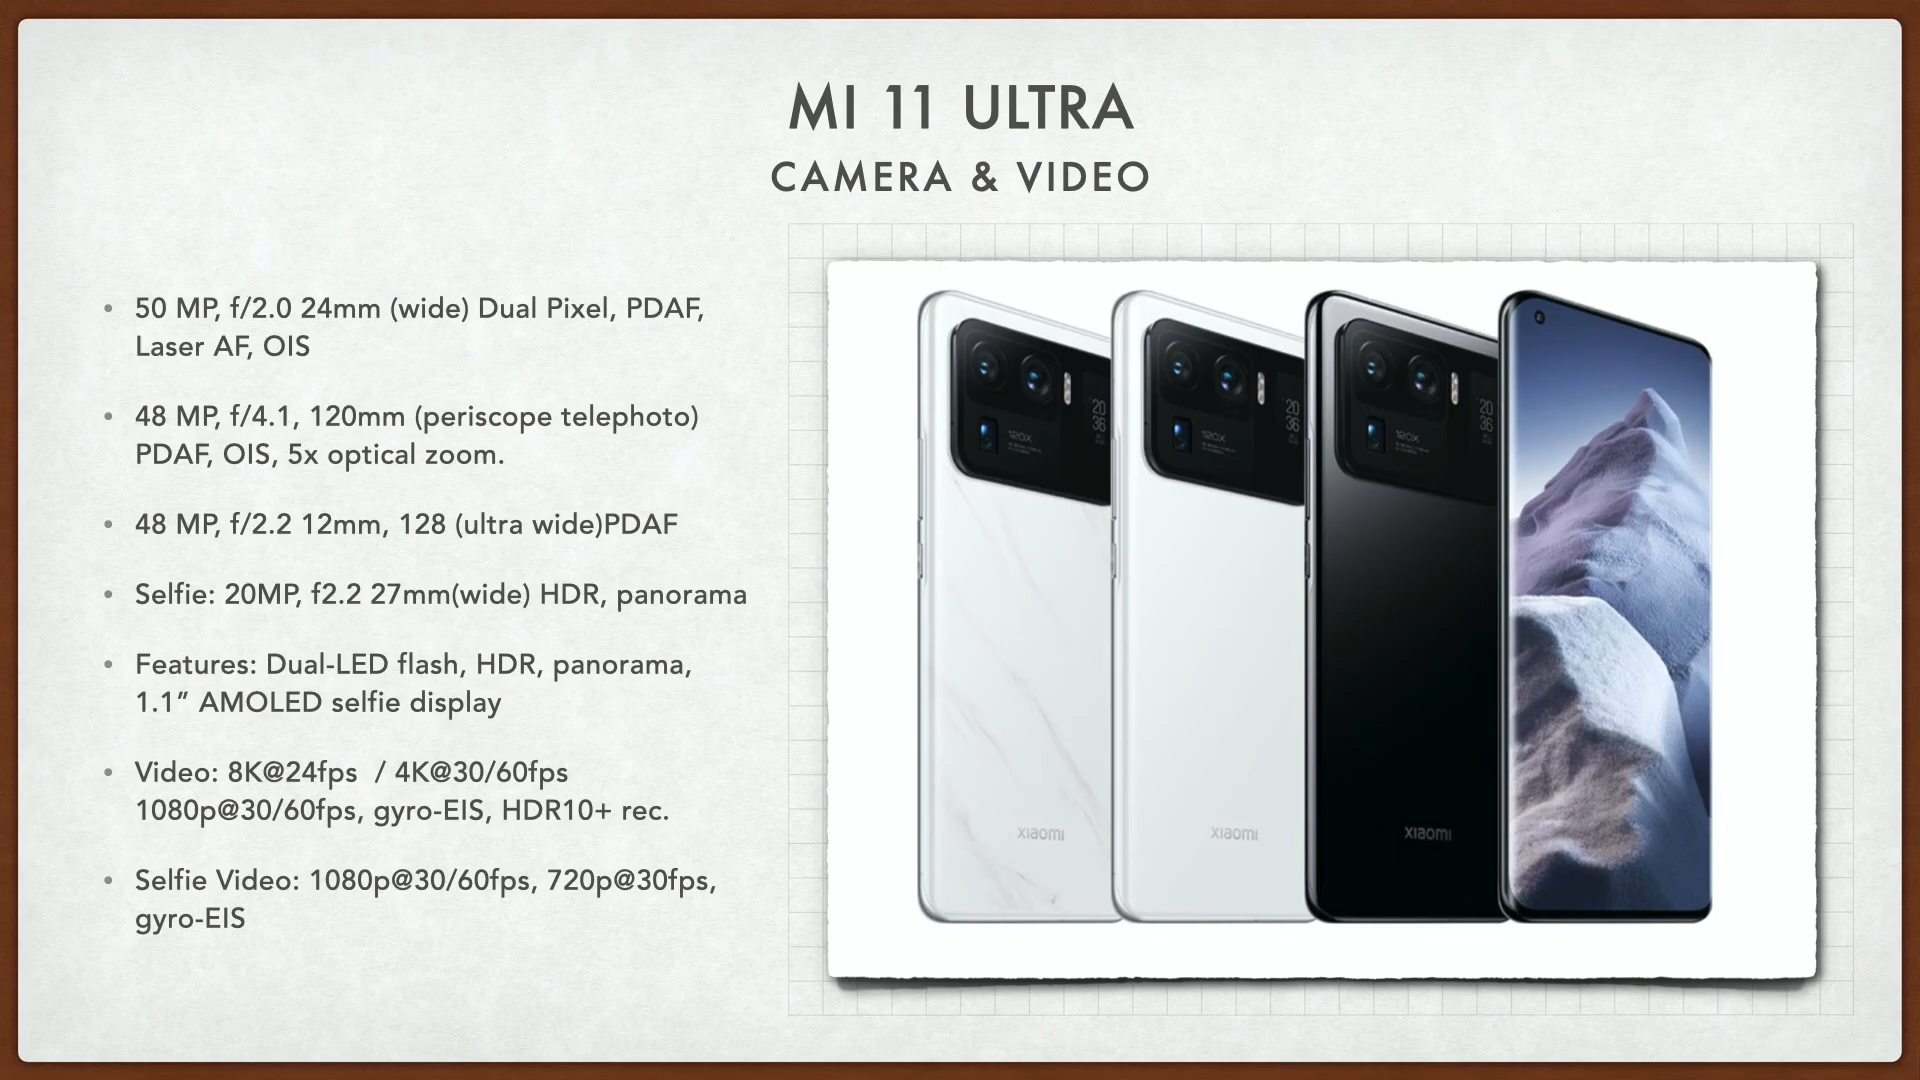 MI 11 ULTRA
CAMERA & VIDEO
• 50 MP, f/2.0 24mm (wide) Dual Pixel, PDAF,
Laser AF, OIS
• 48 MP, f/4.1, 120mm (periscope telephoto)
PDAF, OIS, 5x optical zoom.
• 48 MP, f/2.2 12mm, 128 (ultra wide)PDAF
• Selfie: 20MP, f2.2 27mm(wide) HDR, panorama
• Features: Dual-LED flash, HDR, panorama,
1.1” AMOLED selfie display
• Video: 8K@24fps / 4K@30/60fps
1080p@30/60fps, gyro-EIS, HDR10+ rec.
• Selfie Video: 1080p@30/60fps, 720p@30fps,
gyro-EIS
20
36
120X
20
36
120X
20
36
120X
xiaomi
xiaomi
xiaomi